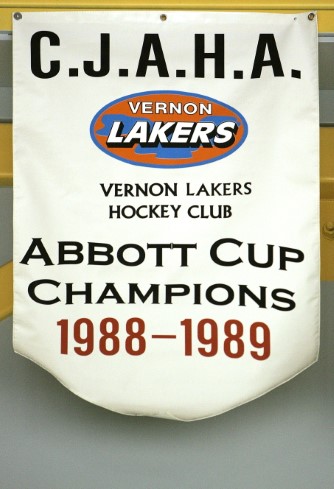 C.J.A.H.A.
VERNON
LAKERS
VERNON LAKERS
HOCKEY CLUB
ABBOTT CUP
CHAMPIONS
1988-1989